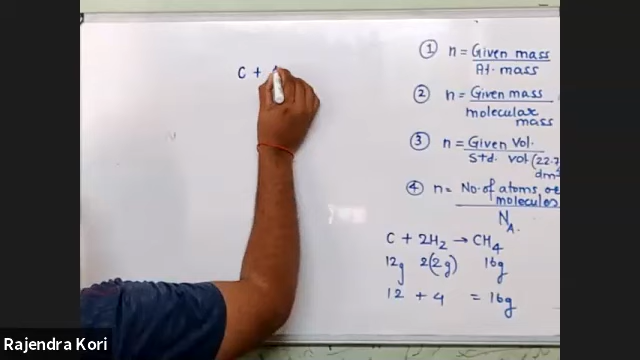 C +
① n = Given mass
At. mass
② n = Given mass
molecular mass
③ n = Given Vol.
Std. vol (22.7 dm³
④ n = No. of atoms or molecules
N_A.
C + 2H₂ → CH₄
12g 2(2g) 16g
12 + 4 = 16g
Rajendra Kori